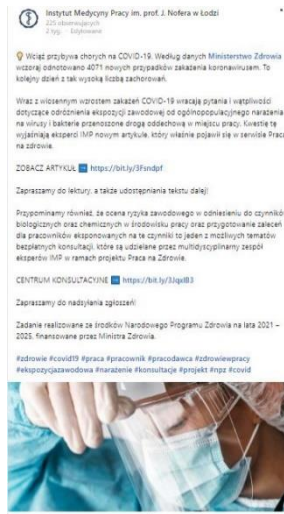 Instytut Medycyny Pracy im. prof. J. Nofera w Łodzi
225 obserwujących
2 tyg. · Edytowane
Wciąż przybywa chorych na COVID-19. Według danych Ministerstwo Zdrowia
wczoraj odnotowano 4071 nowych przypadków zakażenia koronawirusem. To
kolejny dzień z tak wysoką liczbą zachorowań.
Wraz z wiosennym wzrostem zakażeń COVID-19 wracają pytania i wątpliwości
dotyczące odróżnienia ekspozycji zawodowej od ogólnopopulacyjnego narażenia
na wirusy i bakterie przenoszone drogą oddechową w miejscu pracy. Kwestię tę
wyjaśniają eksperci IMP nowym artykule, który właśnie pojawił się w serwisie Praca
na zdrowie.
ZOBACZ ARTYKUŁ ➡ https://bit.ly/3Fsndpf
Zapraszamy do lektury, a także udostępniania tekstu dalej!
Przypominamy również, że ocena ryzyka zawodowego w odniesieniu do czynników
biologicznych oraz chemicznych w środowisku pracy oraz przygotowanie zaleceń
dla pracowników eksponowanych na te czynniki to jeden z możliwych tematów
bezpłatnych konsultacji, które są udzielane przez multidyscyplinarny zespół
ekspertów IMP w ramach projektu Praca na Zdrowie.
CENTRUM KONSULTACYJNE ➡
Zapraszamy do nadsyłania zgłoszeń!
Zadanie realizowane ze środków Narodowego Programu Zdrowia na lata 2021 –
2025, finansowane przez Ministra Zdrowia.
#zdrowie #covid19 #praca #pracownik #pracodawca #zdrowiewpracy
#ekspozycjazawodowa #narażenie #konsultacje #projekt #npz #covid